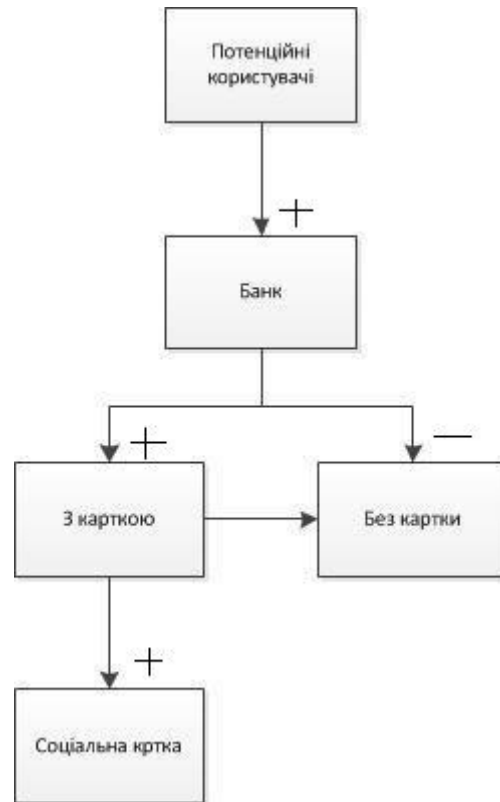 Потенційні
користувачі
+
Банк
+
—
З карткою
Без картки
+
Соціальна кртка